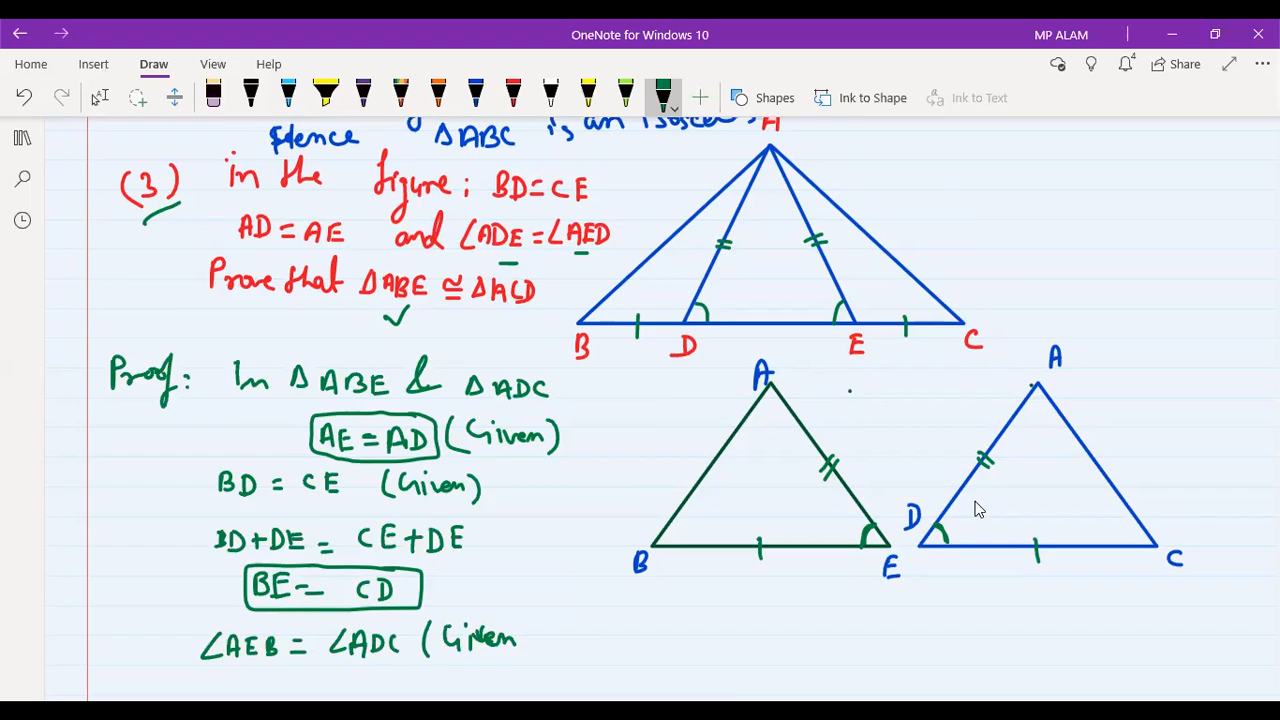 OneNote for Windows 10
MP ALAM
Home Insert Draw View Help
Share
Shapes
Ink to Shape
Ink to Text
Hence ΔABC is an
A
(3) in the figure; BD = CE
AD = AE and ∠ADE = ∠AED
Prove that ΔABE ≅ ΔACD
B D E C
Proof: In ΔABE & ΔADC
AE = AD (Given)
BD = CE (Given)
BD+DE = CE+DE
BE = CD
∠AEB = ∠ADC (Given
A
B E
A
D
C